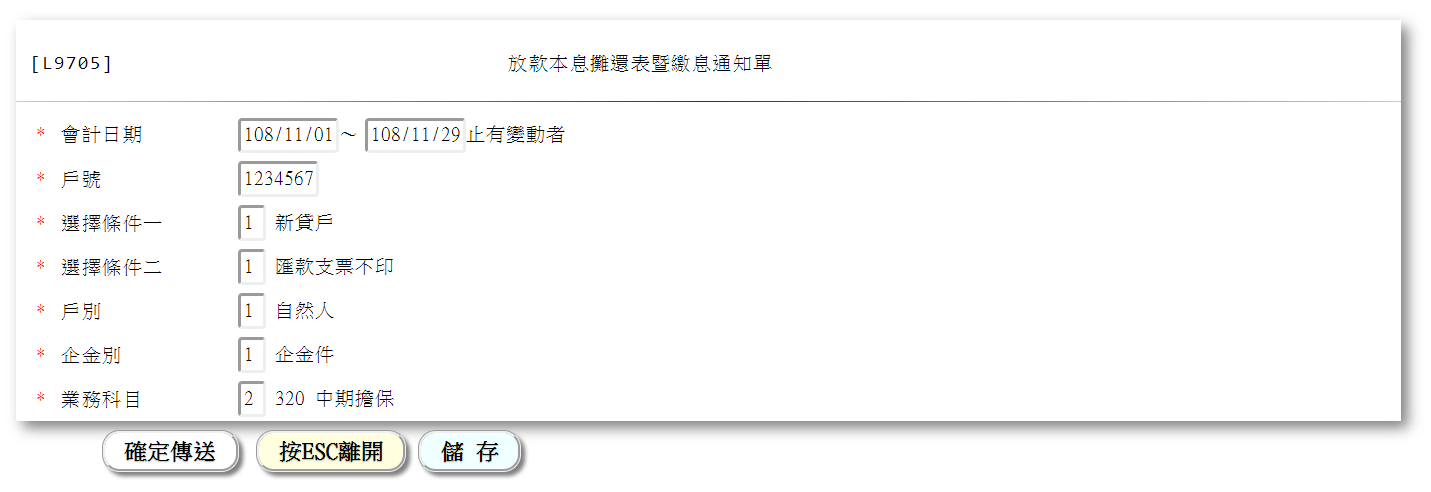 [L9705] 放款本息攤還表暨繳息通知單
* 會計日期 108/11/01 ～ 108/11/29 止有變動者
* 戶號 1234567
* 選擇條件一 1 新貸戶
* 選擇條件二 1 匯款支票不印
* 戶別 1 自然人
* 企金別 1 企金件
* 業務科目 2 320 中期擔保
確定傳送 按ESC離開 儲 存